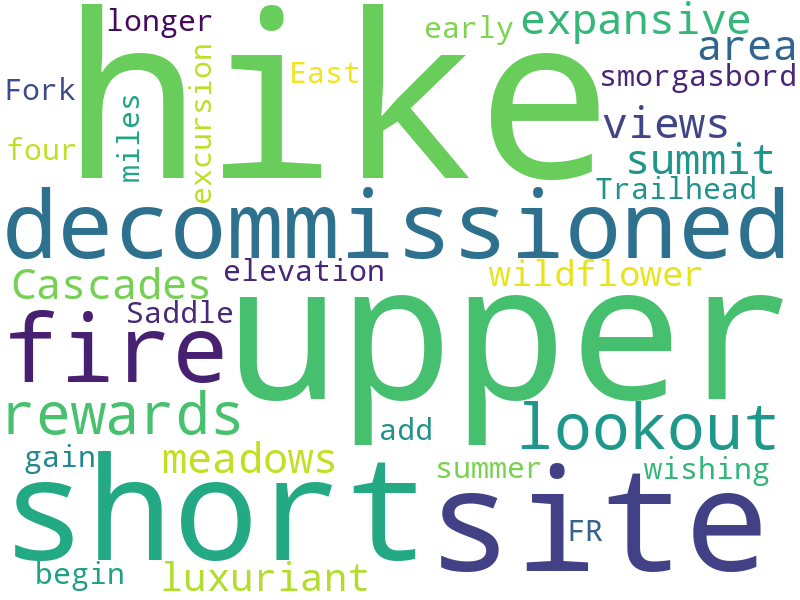 longer
hike
early
expansive
area
Fork
excursion
East
smorgasbord
four
miles
views
summit
Trailhead
decommissioned
Cascades
elevation
wildflower
Saddle
fire
upper
rewards
add
lookout
gain
meadows
summer
wishing
short
site
FR
begin
luxuriant